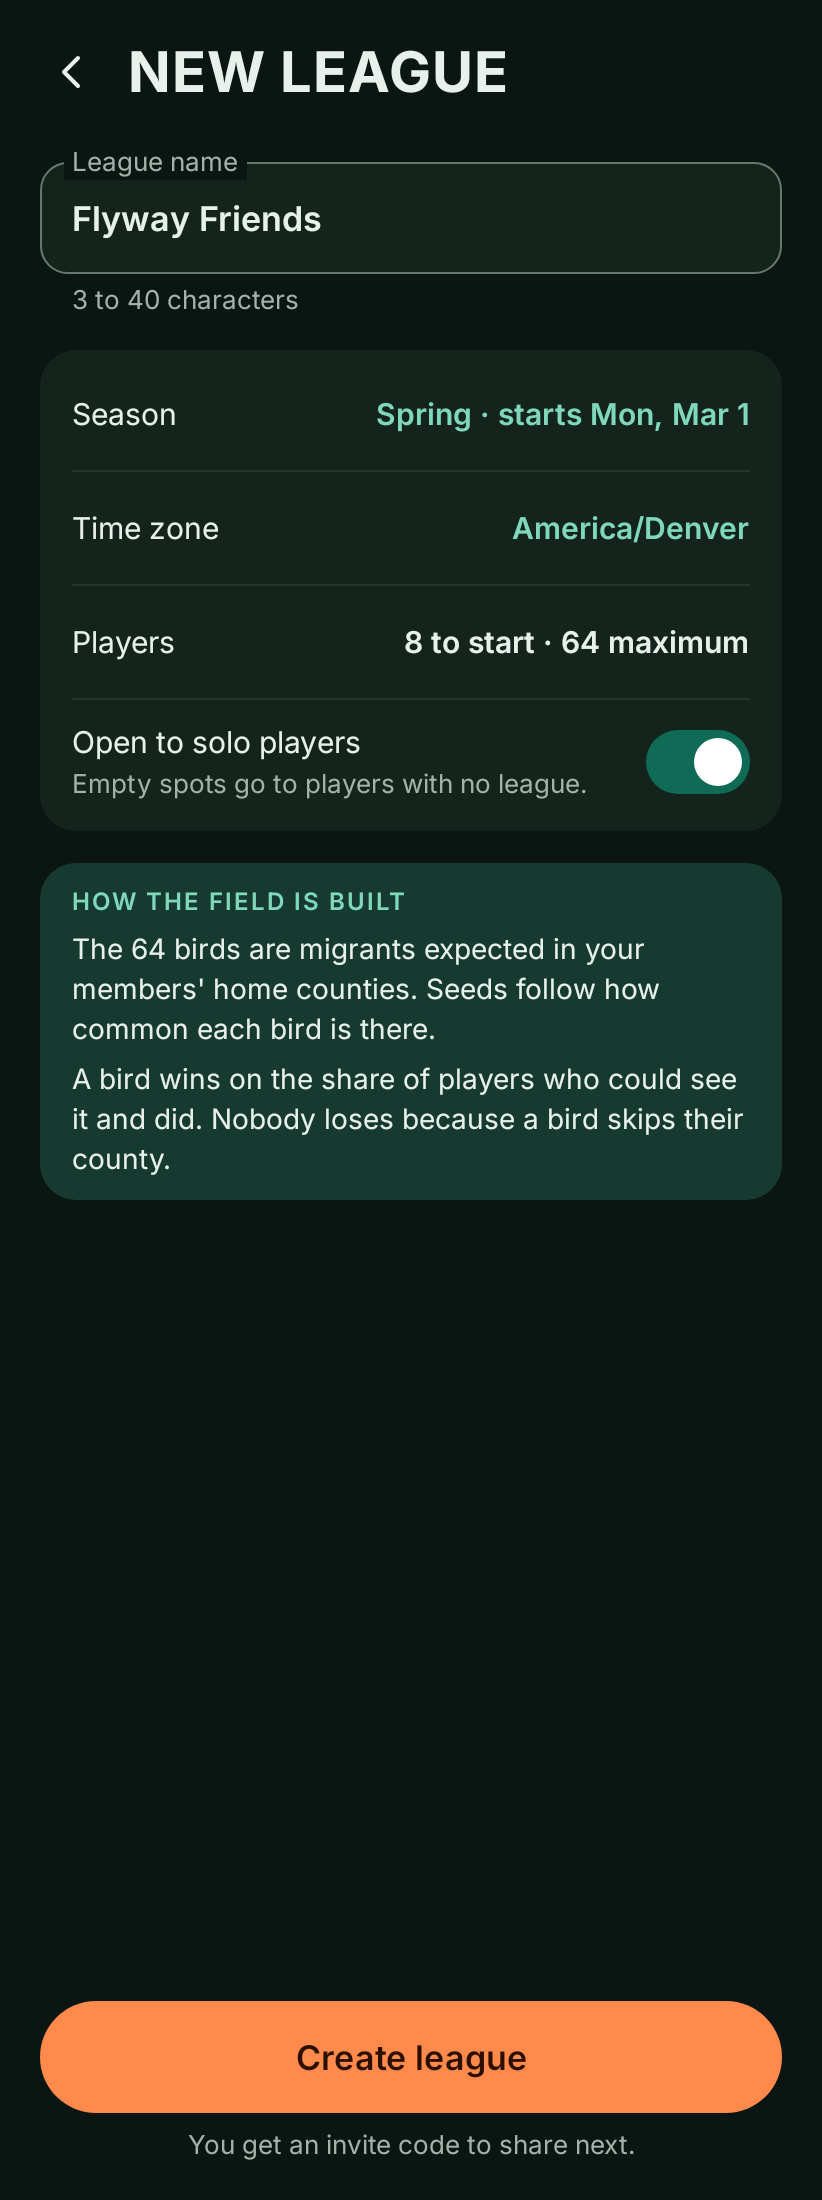 NEW LEAGUE
League name
Flyway Friends
3 to 40 characters
Season
Spring · starts Mon, Mar 1
Time zone
America/Denver
Players
8 to start · 64 maximum
Open to solo players
Empty spots go to players with no league.
HOW THE FIELD IS BUILT
The 64 birds are migrants expected in your
members' home counties. Seeds follow how
common each bird is there.
A bird wins on the share of players who could see
it and did. Nobody loses because a bird skips their
county.
Create league
You get an invite code to share next.